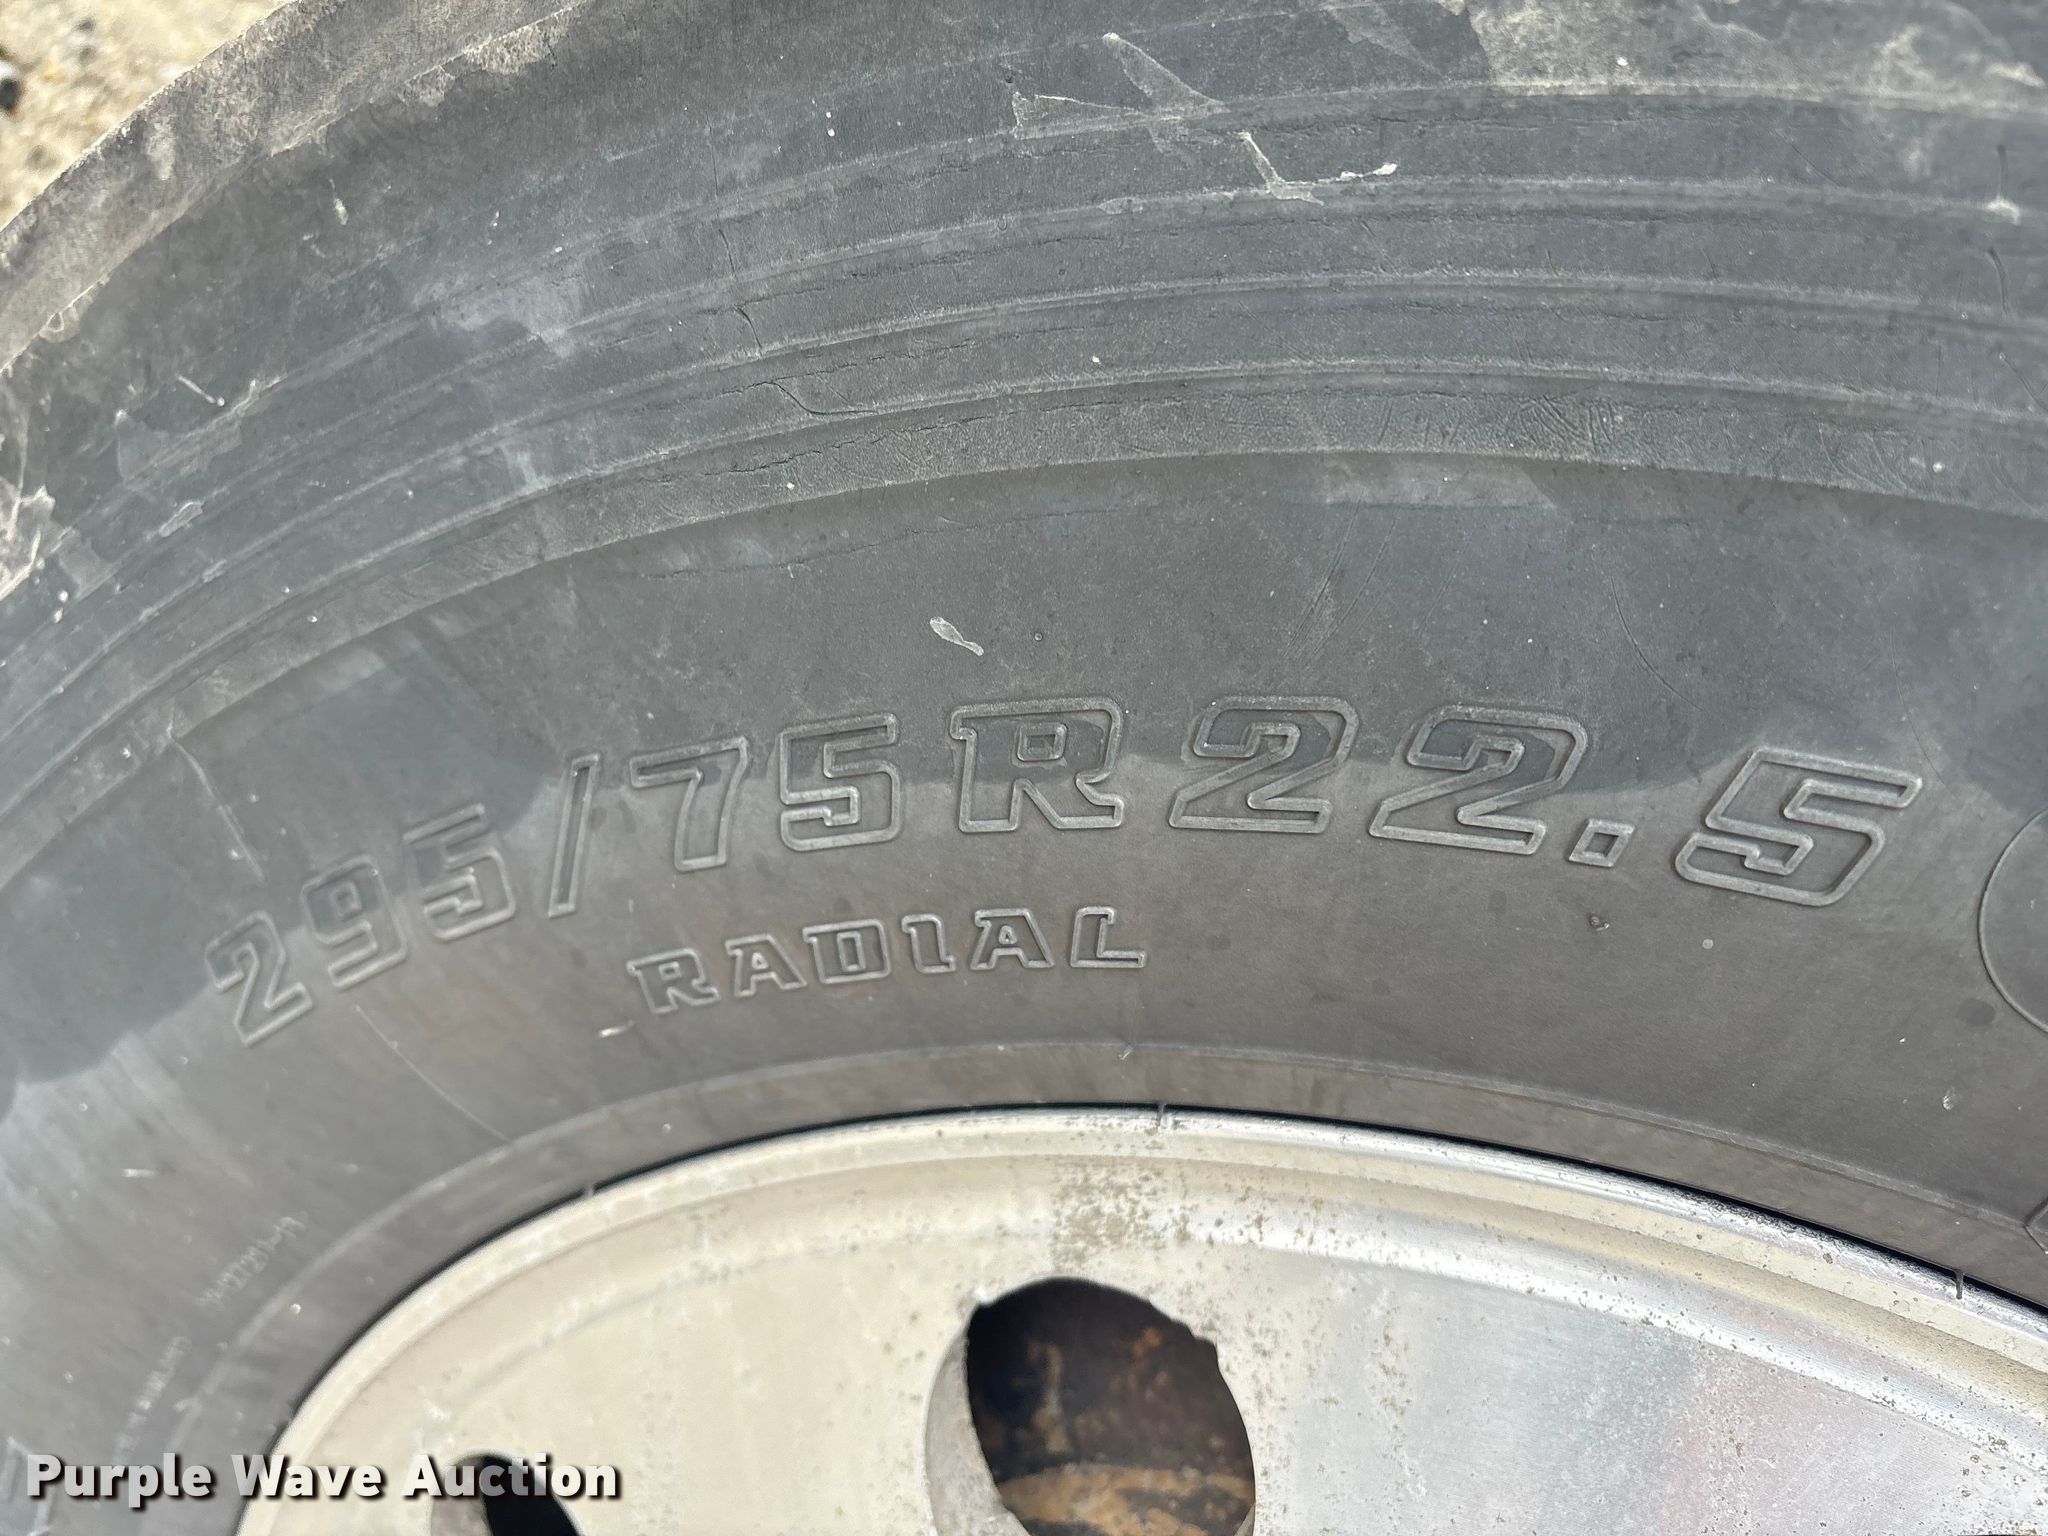 295/75R22.5
RADIAL
Purple Wave Auction